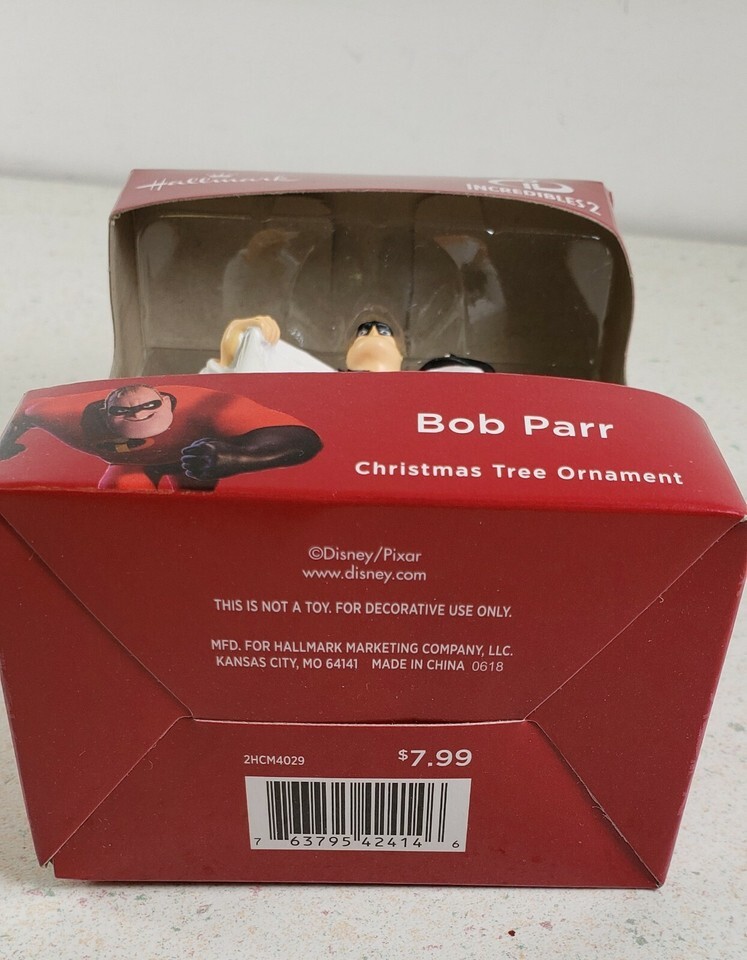 Hallmark
INCREDIBLES 2
Bob Parr
Christmas Tree Ornament
©Disney/Pixar
www.disney.com
THIS IS NOT A TOY. FOR DECORATIVE USE ONLY.
MFD. FOR HALLMARK MARKETING COMPANY, LLC.
KANSAS CITY, MO 64141 MADE IN CHINA 0618
2HCM4029 $7.99
7 63795 42414 6